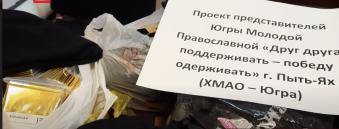 Проект представителей
Югры Молодой
Православной «Друг друга
поддерживать – победу
одерживать» г. Пыть-Ях
(ХМАО – Югра)